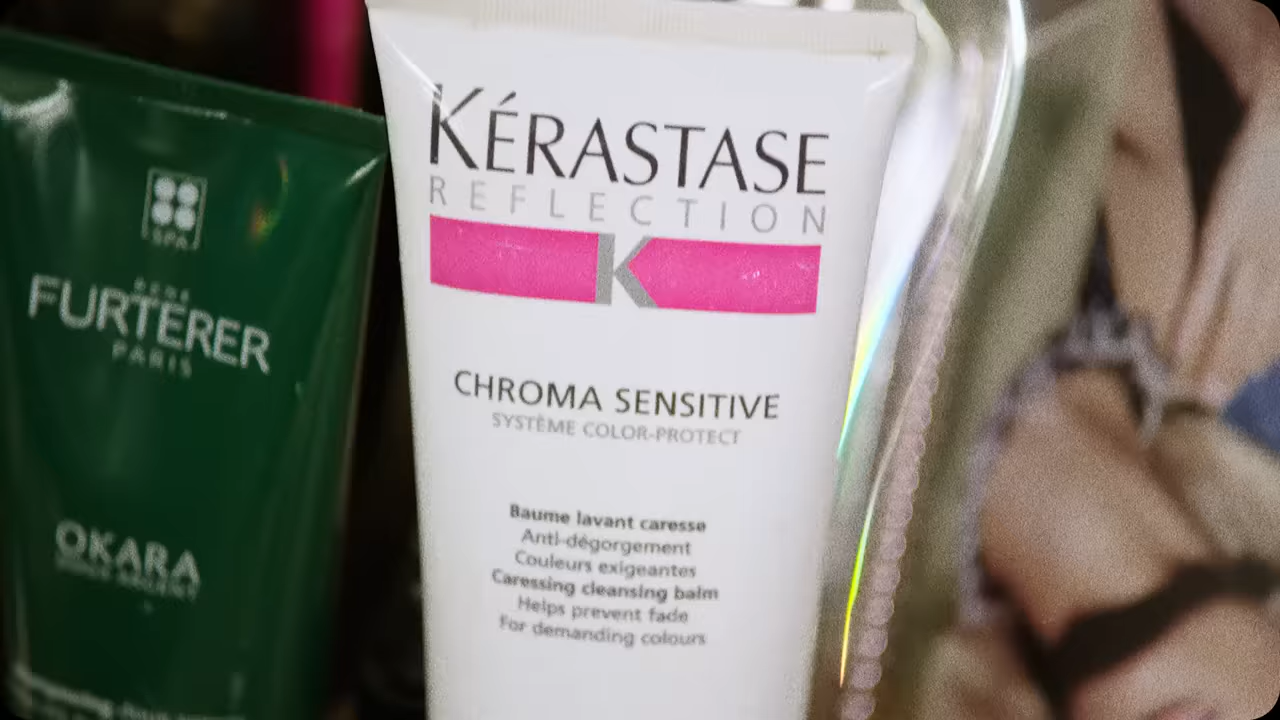 SPA
RENE
FURTERER
PARIS
OKARA
KÉRASTASE
REFLECTION
K
CHROMA SENSITIVE
SYSTÈME COLOR-PROTECT
Baume lavant caresse
Anti-dégorgement
Couleurs exigeantes
Caressing cleansing balm
Helps prevent fade
For demanding colours